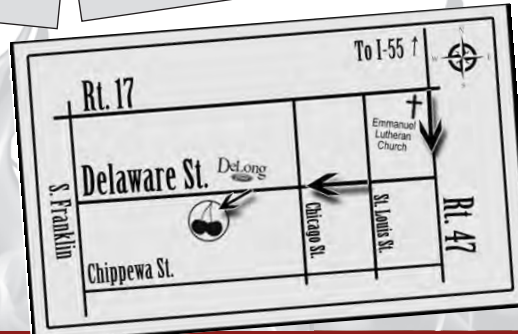 To I-55 ↑
Rt. 17
Emmanuel
Lutheran
Church
Delaware St.
DeLong
S. Franklin
Chicago St.
St. Louis St.
Rt. 47
Chippewa St.